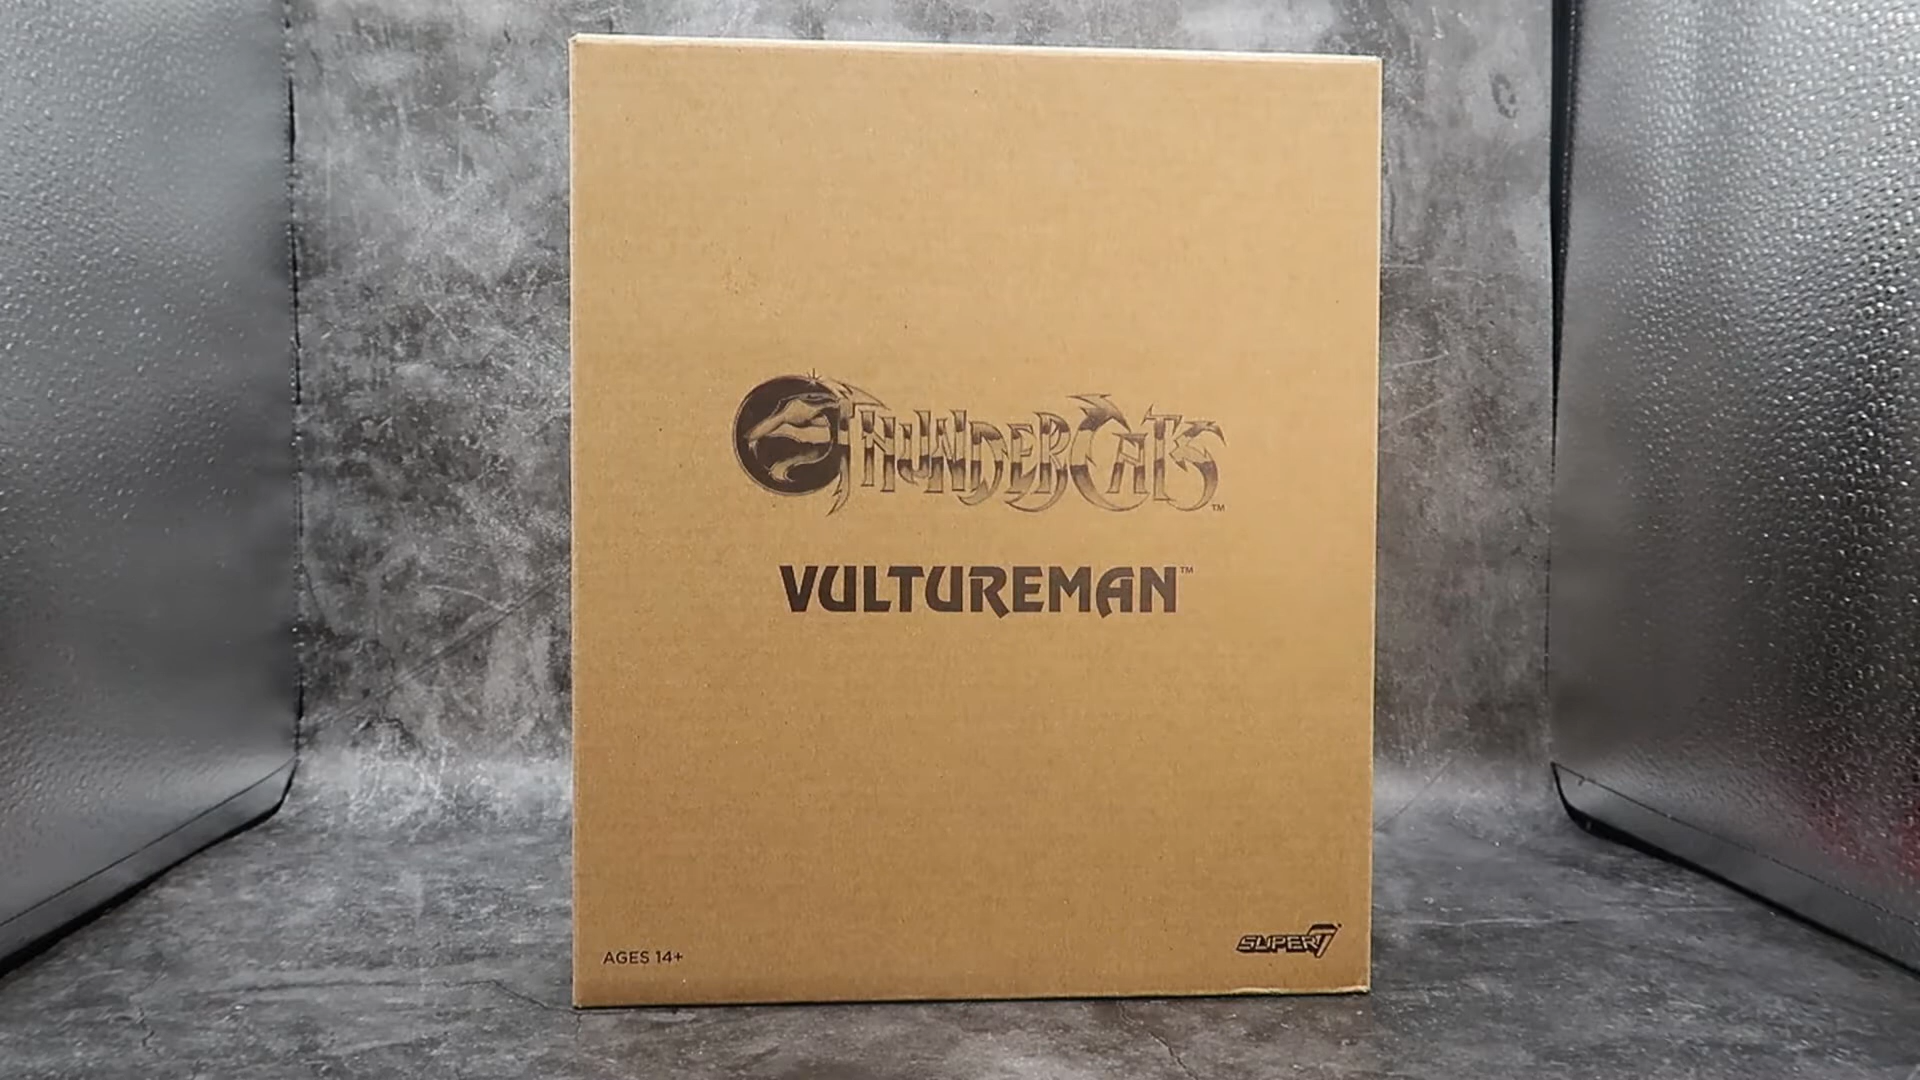 THUNDERCATS™
VULTUREMAN™
AGES 14+
SUPER7